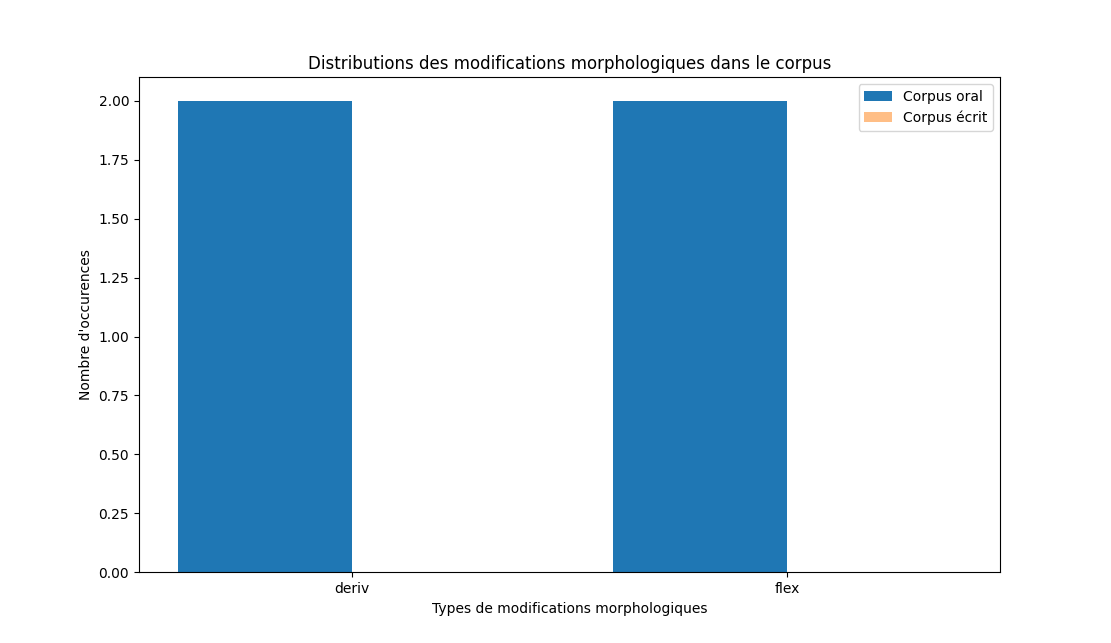 Distributions des modifications morphologiques dans le corpus
Corpus oral
Corpus écrit
Nombre d'occurences
2.00
1.75
1.50
1.25
1.00
0.75
0.50
0.25
0.00
deriv
flex
Types de modifications morphologiques